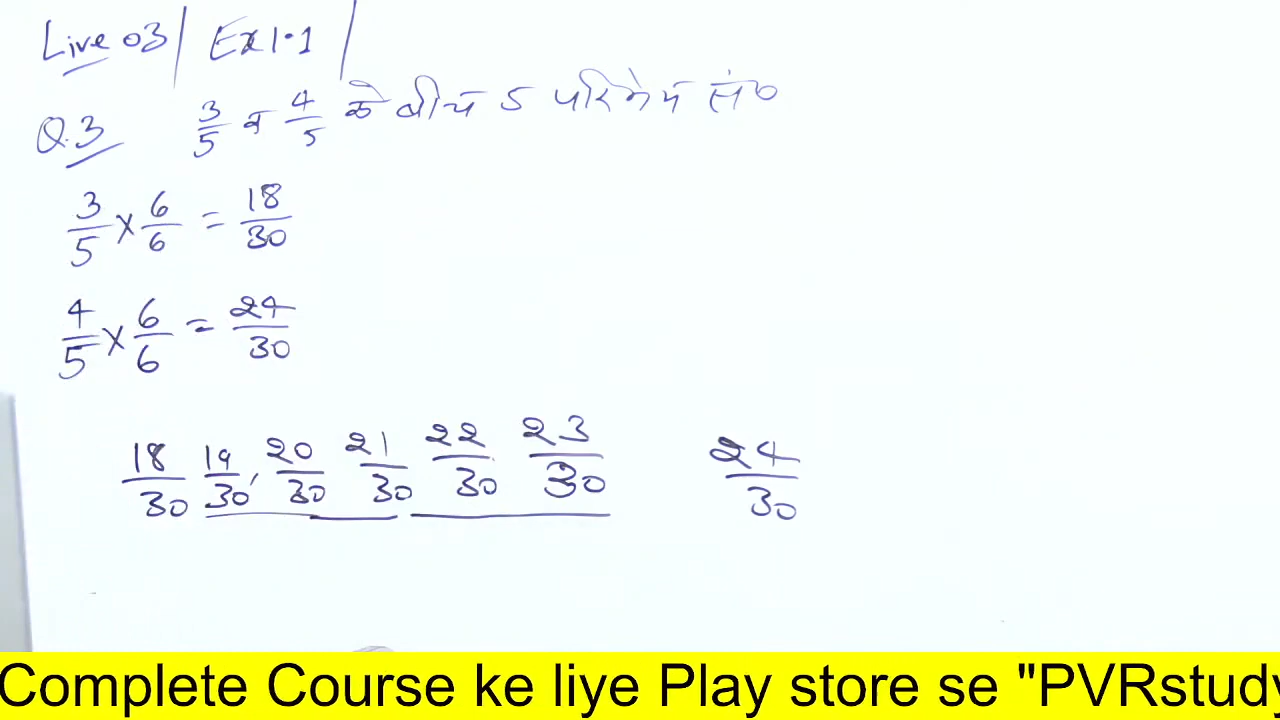 Live 03 | Ex 1.1 |
Q.3 3/5 व 4/5 के बीच 5 परिमेय सं०
3/5 × 6/6 = 18/30
4/5 × 6/6 = 24/30
18/30 19/30, 20/30 21/30 22/30 23/30 24/30
Complete Course ke liye Play store se "PVRstudy